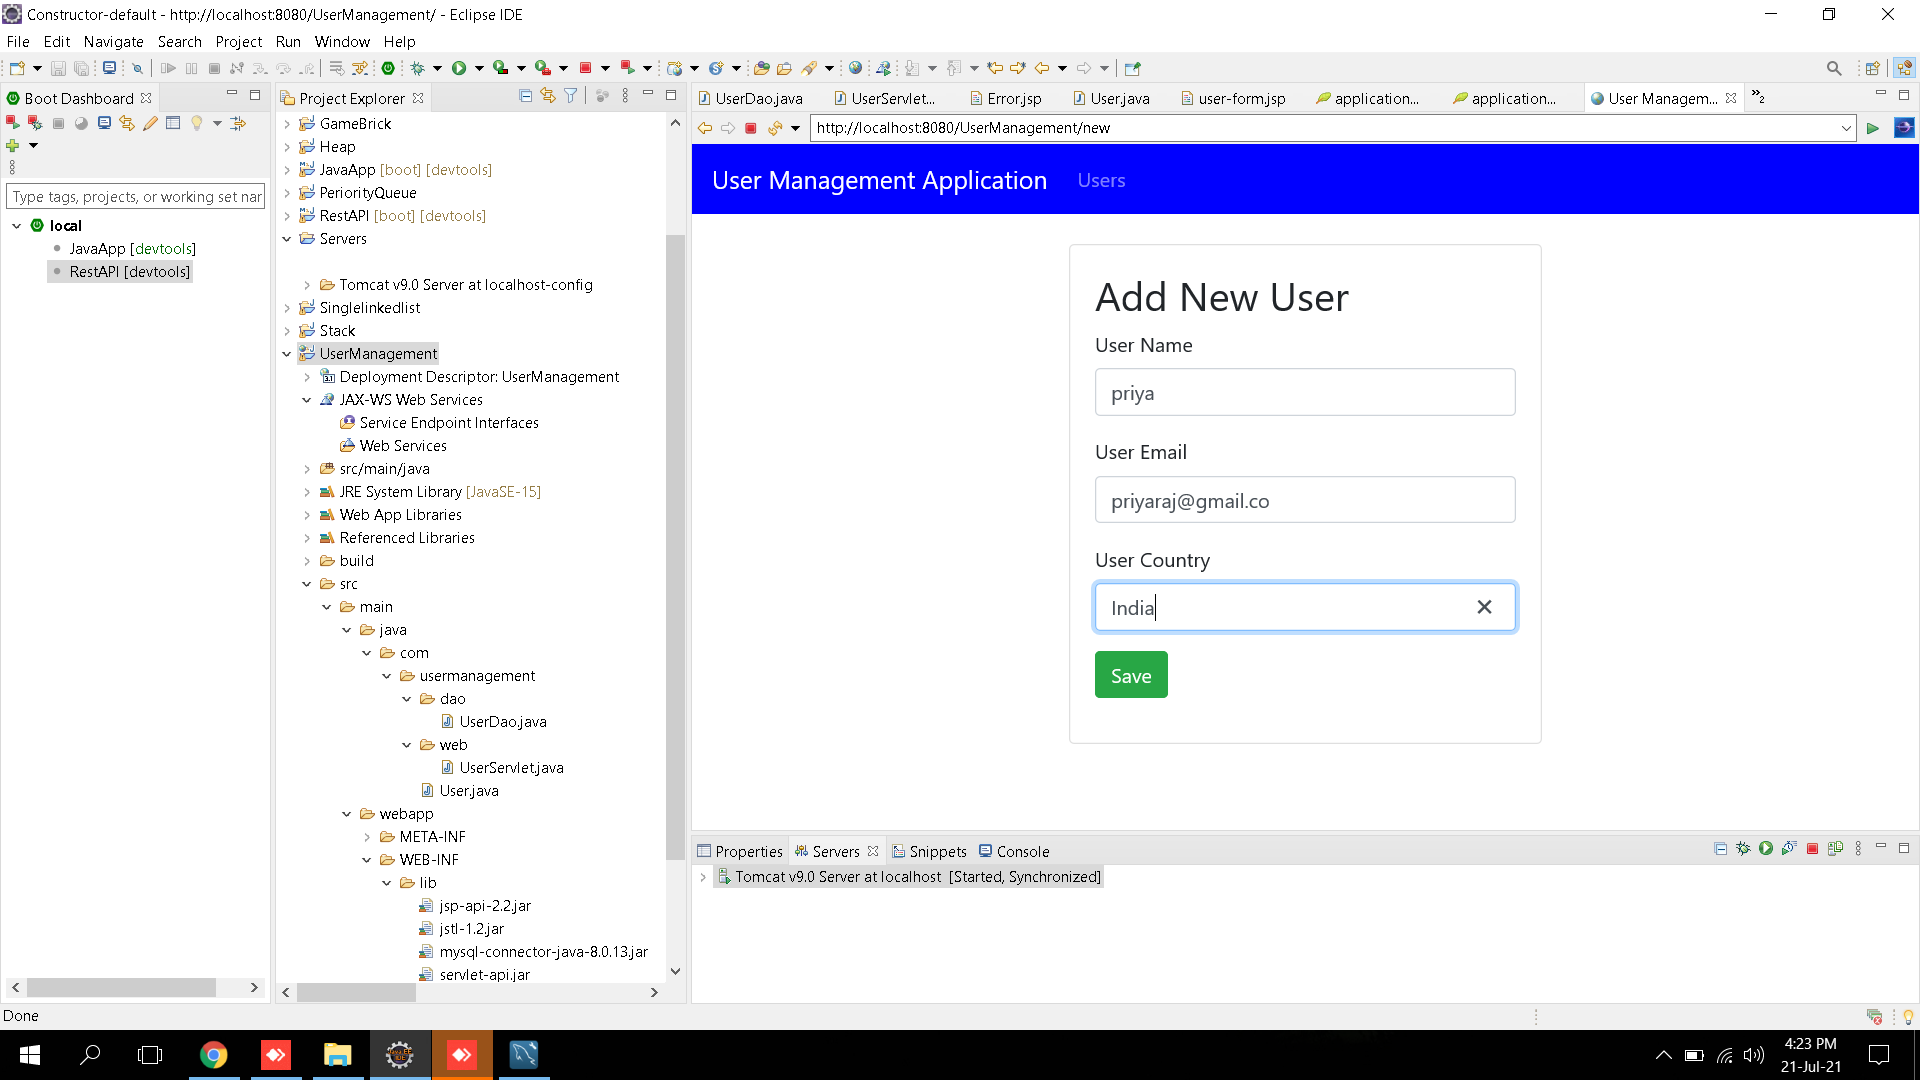 Constructor-default - http://localhost:8080/UserManagement/ - Eclipse IDE
File Edit Navigate Search Project Run Window Help
Boot Dashboard
Type tags, projects, or working set nar
local
JavaApp [devtools]
RestAPI [devtools]
Project Explorer
GameBrick
Heap
JavaApp [boot] [devtools]
PeriorityQueue
RestAPI [boot] [devtools]
Servers
Tomcat v9.0 Server at localhost-config
Singlelinkedlist
Stack
UserManagement
Deployment Descriptor: UserManagement
JAX-WS Web Services
Service Endpoint Interfaces
Web Services
src/main/java
JRE System Library [JavaSE-15]
Web App Libraries
Referenced Libraries
build
src
main
java
com
usermanagement
dao
UserDao.java
web
UserServlet.java
User.java
webapp
META-INF
WEB-INF
lib
jsp-api-2.2.jar
jstl-1.2.jar
mysql-connector-java-8.0.13.jar
servlet-api.jar
UserDao.java UserServlet... Error.jsp User.java user-form.jsp application... application... User Managem... »2
http://localhost:8080/UserManagement/new
User Management Application Users
Add New User
User Name
priya
User Email
priyaraj@gmail.co
User Country
India
Save
Properties Servers Snippets Console
Tomcat v9.0 Server at localhost [Started, Synchronized]
Done
4:23 PM
21-Jul-21